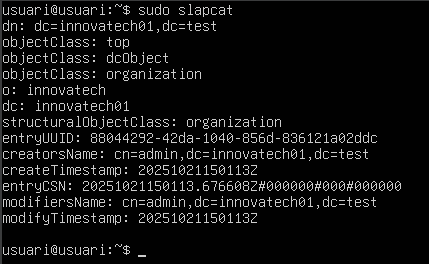 usuari@usuari:~$ sudo slapcat
dn: dc=innovatech01,dc=test
objectClass: top
objectClass: dcObject
objectClass: organization
o: innovatech
dc: innovatech01
structuralObjectClass: organization
entryUUID: 88044292-42da-1040-856d-836121a02ddc
creatorsName: cn=admin,dc=innovatech01,dc=test
createTimestamp: 20251021150113Z
entryCSN: 20251021150113.676608Z#000000#000#000000
modifiersName: cn=admin,dc=innovatech01,dc=test
modifyTimestamp: 20251021150113Z
usuari@usuari:~$ _